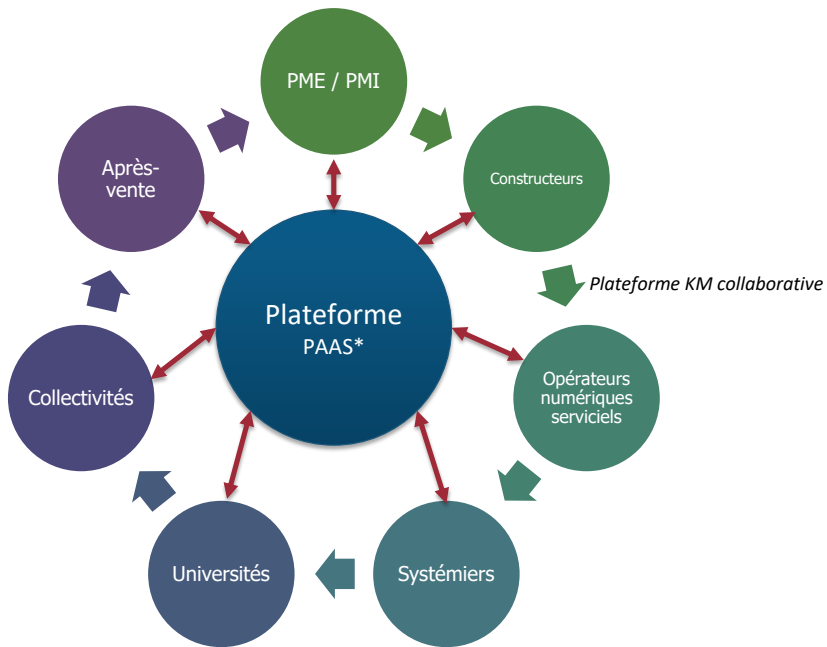 PME / PMI
Après-
vente
Constructeurs
Plateforme KM collaborative
Plateforme
PAAS*
Opérateurs
numériques
serviciels
Collectivités
Universités
Systémiers